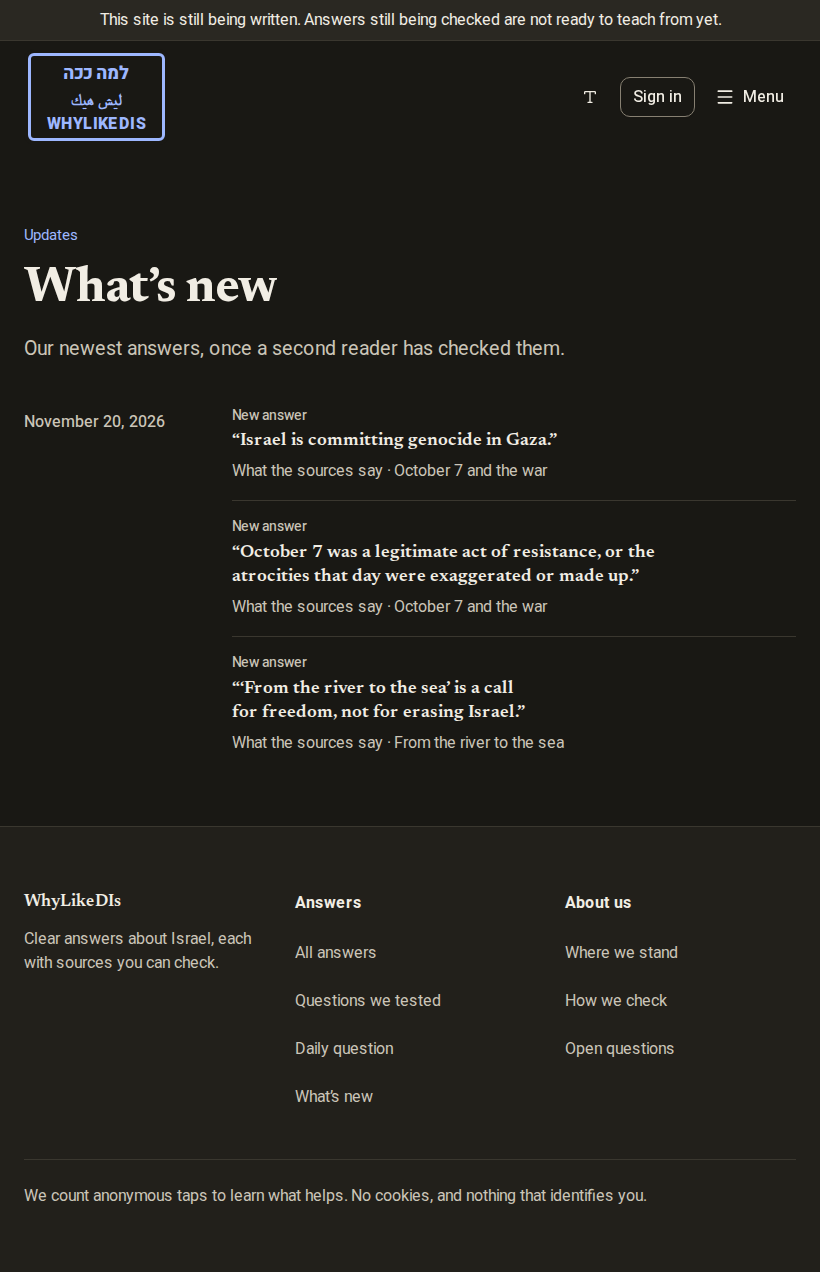 This site is still being written. Answers still being checked are not ready to teach from yet.
למה ככה
ليش هيك
WHYLIKEDIS
T
Sign in
Menu
Updates
What’s new
Our newest answers, once a second reader has checked them.
November 20, 2026
New answer
“Israel is committing genocide in Gaza.”
What the sources say · October 7 and the war
New answer
“October 7 was a legitimate act of resistance, or the
atrocities that day were exaggerated or made up.”
What the sources say · October 7 and the war
New answer
“‘From the river to the sea’ is a call
for freedom, not for erasing Israel.”
What the sources say · From the river to the sea
WhyLikeDIs
Clear answers about Israel, each
with sources you can check.
Answers
All answers
Questions we tested
Daily question
What’s new
About us
Where we stand
How we check
Open questions
We count anonymous taps to learn what helps. No cookies, and nothing that identifies you.